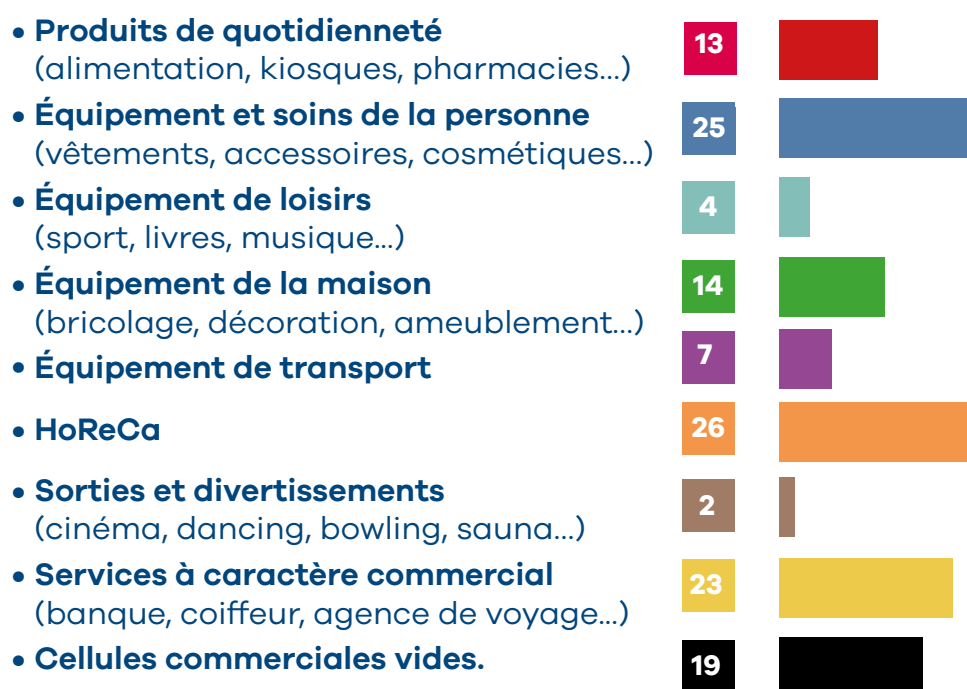 • Produits de quotidienneté 13
(alimentation, kiosques, pharmacies...)
• Équipement et soins de la personne 25
(vêtements, accessoires, cosmétiques...)
• Équipement de loisirs 4
(sport, livres, musique...)
• Équipement de la maison 14
(bricolage, décoration, ameublement...)
• Équipement de transport 7
• HoReCa 26
• Sorties et divertissements 2
(cinéma, dancing, bowling, sauna...)
• Services à caractère commercial 23
(banque, coiffeur, agence de voyage...)
• Cellules commerciales vides. 19